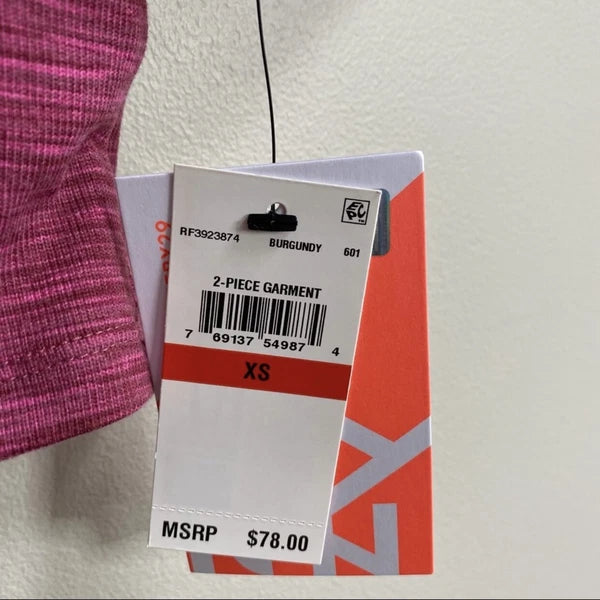 RF3923874 BURGUNDY 601
2-PIECE GARMENT
7 69137 54987 4
XS
MSRP $78.00